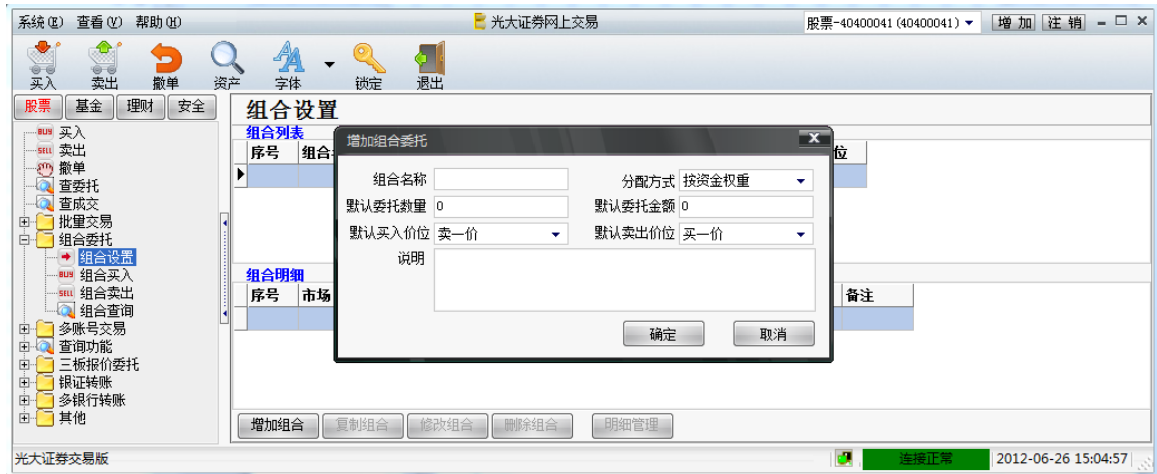 系统(E) 查看(V) 帮助(H) 光大证券网上交易 股票-40400041(40400041) 增 加 注 销
买入 卖出 撤单 资产 字体 锁定 退出
股票 基金 理财 安全
买入
卖出
撤单
查委托
查成交
批量交易
组合委托
组合设置
组合买入
组合卖出
组合查询
多账号交易
查询功能
三板报价委托
银证转账
多银行转账
其他
组合设置
组合列表
序号 组合 位
增加组合委托
组合名称 分配方式 按资金权重
默认委托数量 0 默认委托金额 0
默认买入价位 卖一价 默认卖出价位 买一价
说明
确定 取消
组合明细
序号 市场 备注
增加组合 复制组合 修改组合 删除组合 明细管理
光大证券交易版 连接正常 2012-06-26 15:04:57